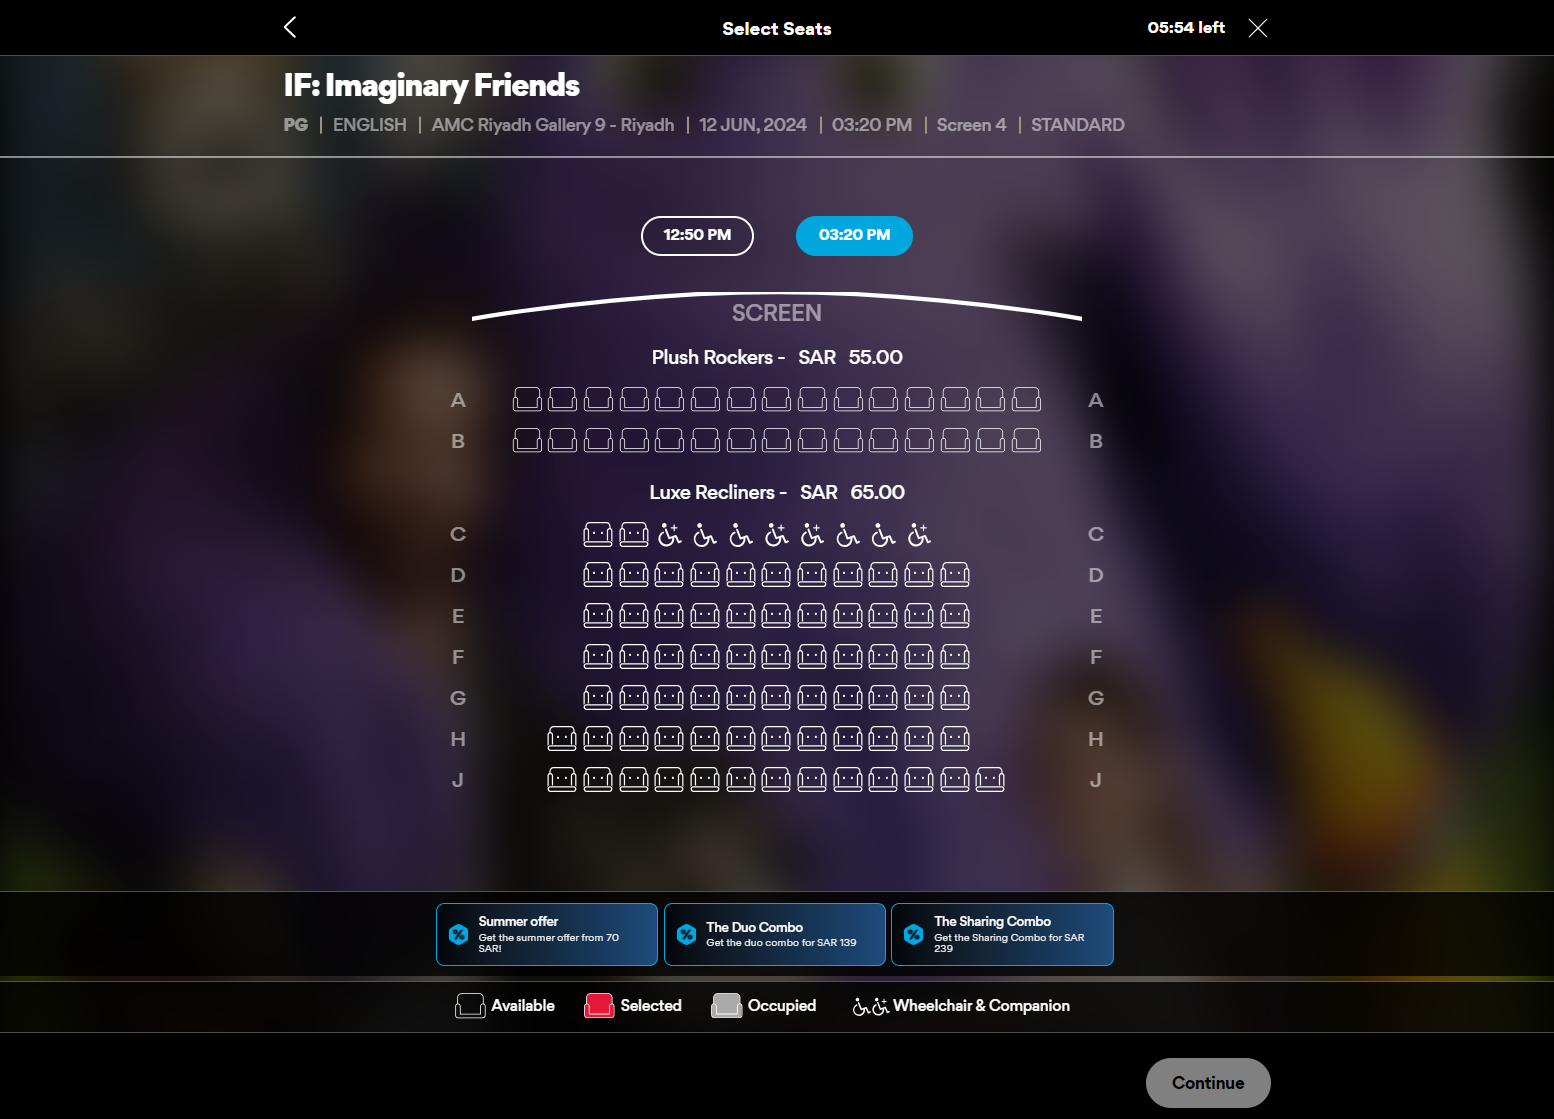 Select Seats
05:54 left
IF: Imaginary Friends
PG | ENGLISH | AMC Riyadh Gallery 9 - Riyadh | 12 JUN, 2024 | 03:20 PM | Screen 4 | STANDARD
12:50 PM
03:20 PM
SCREEN
Plush Rockers - SAR 55.00
A A
B B
Luxe Recliners - SAR 65.00
C C
D D
E E
F F
G G
H H
J J
Summer offer
Get the summer offer from 70
SAR!
The Duo Combo
Get the duo combo for SAR 139
The Sharing Combo
Get the Sharing Combo for SAR
239
Available Selected Occupied Wheelchair & Companion
Continue